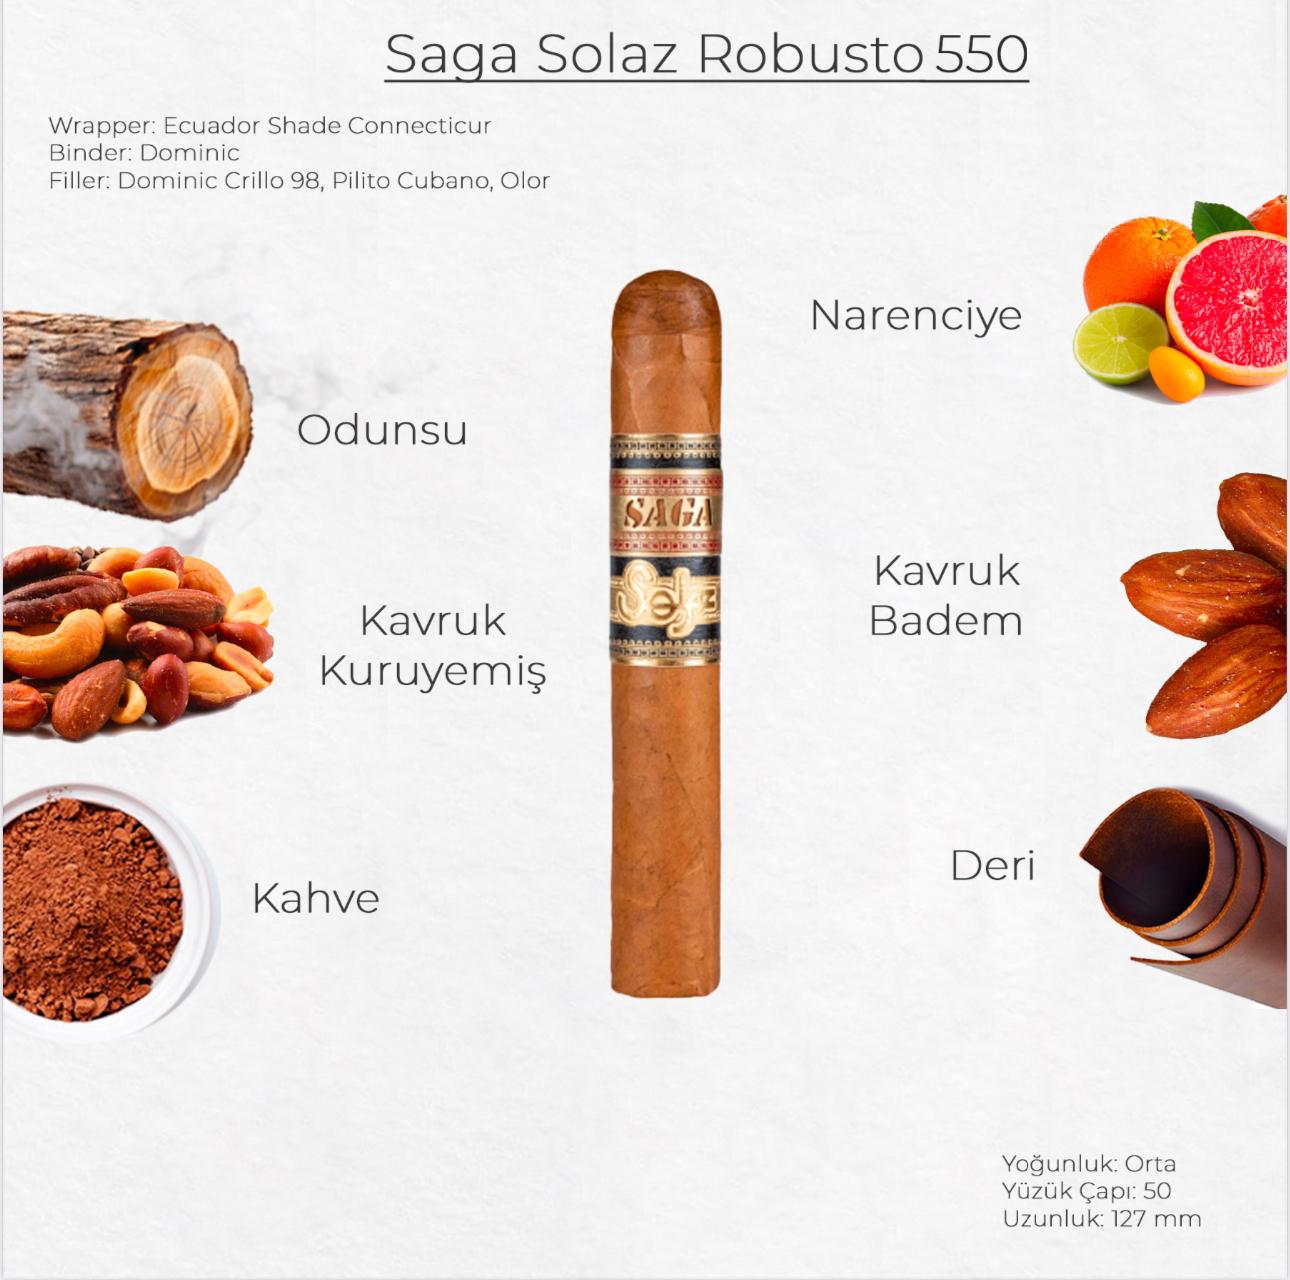 Saga Solaz Robusto 550
Wrapper: Ecuador Shade Connecticur
Binder: Dominic
Filler: Dominic Crillo 98, Pilito Cubano, Olor
Narenciye
Odunsu
SAGA
Kavruk
Badem
Kavruk
Kuruyemiş
Deri
Kahve
Yoğunluk: Orta
Yüzük Çapı: 50
Uzunluk: 127 mm